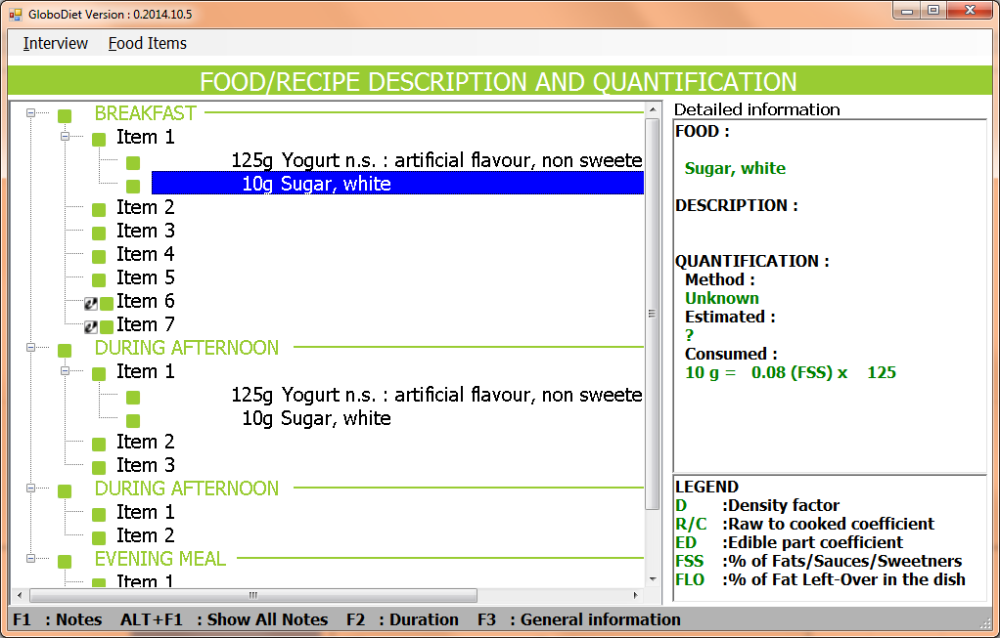 GloboDiet Version : 0.2014.10.5
Interview Food Items
FOOD/RECIPE DESCRIPTION AND QUANTIFICATION
BREAKFAST
Item 1
125g Yogurt n.s. : artificial flavour, non sweete
10g Sugar, white
Item 2
Item 3
Item 4
Item 5
Item 6
Item 7
DURING AFTERNOON
Item 1
125g Yogurt n.s. : artificial flavour, non sweete
10g Sugar, white
Item 2
Item 3
DURING AFTERNOON
Item 1
Item 2
EVENING MEAL
Item 1
Detailed information
FOOD :
Sugar, white
DESCRIPTION :
QUANTIFICATION :
Method :
Unknown
Estimated :
?
Consumed :
10 g = 0.08 (FSS) x 125
LEGEND
D :Density factor
R/C :Raw to cooked coefficient
ED :Edible part coefficient
FSS :% of Fats/Sauces/Sweetners
FLO :% of Fat Left-Over in the dish
F1 : Notes ALT+F1 : Show All Notes F2 : Duration F3 : General information